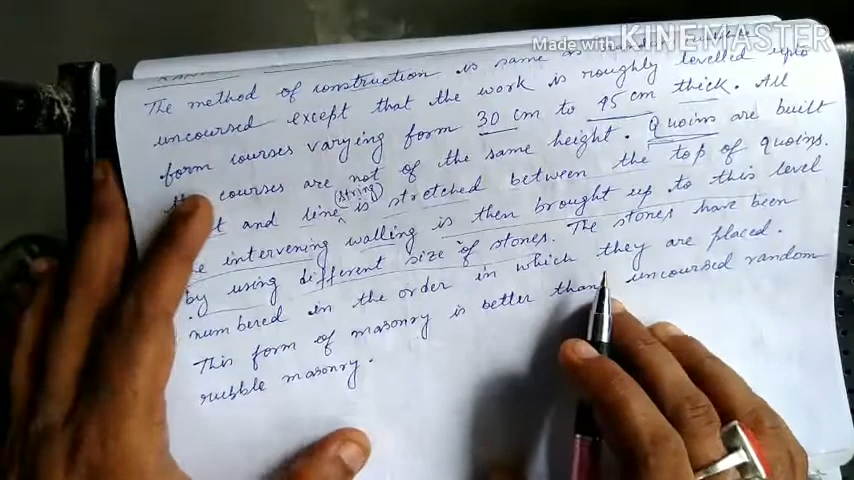 Made with KINEMASTER
The method of construction is same as random rubble
uncoursed except that the work is roughly levelled upto
form courses varying form 30 cm to 45 cm thick. All
the courses are not of the same height. Quoins are built
and line string is stretched between the top of quoins.
intervening walling is then brought up to this level
by using different size of stones. The stones have been
numbered in the order in which they are placed.
This form of masonry is better than uncoursed random
rubble masonry.